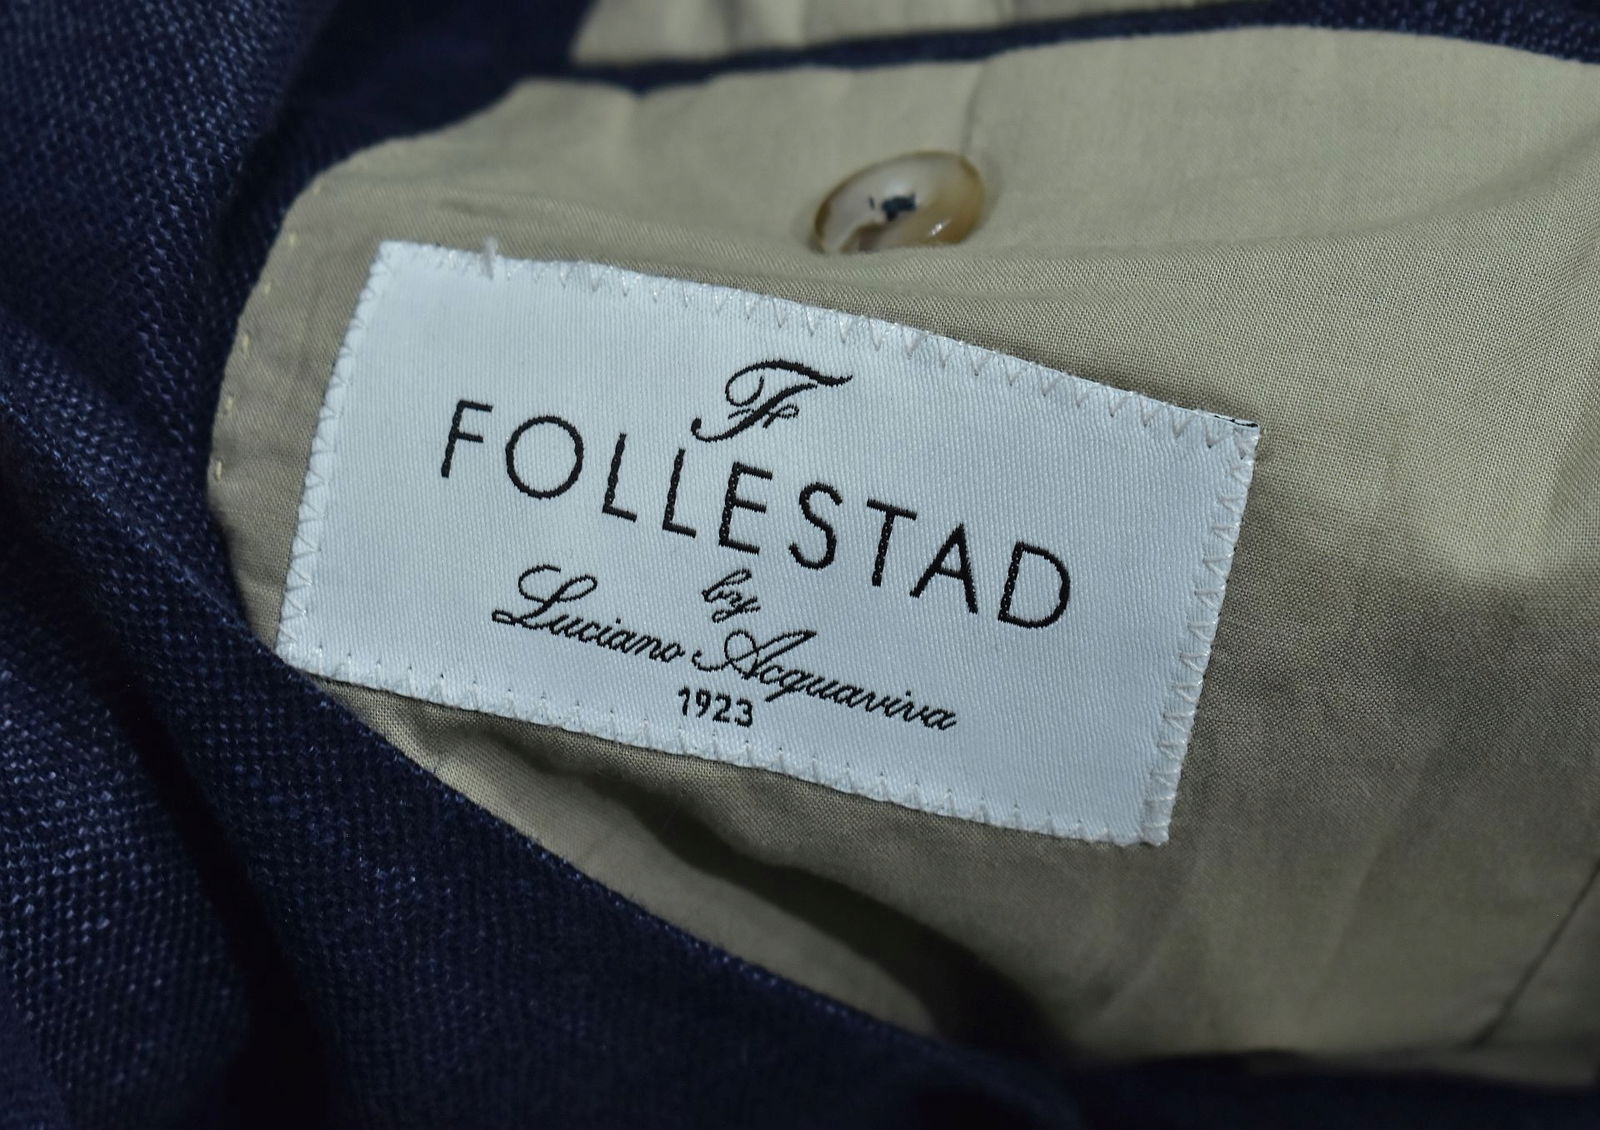 F
FOLLESTAD
by
Luciano Acquaviva
1923